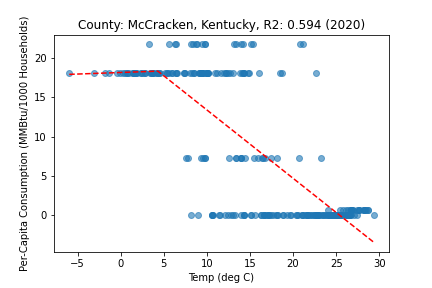 County: McCracken, Kentucky, R2: 0.594 (2020)
Per-Capita Consumption (MMBtu/1000 Households)
20
15
10
5
0
−5 0 5 10 15 20 25 30
Temp (deg C)